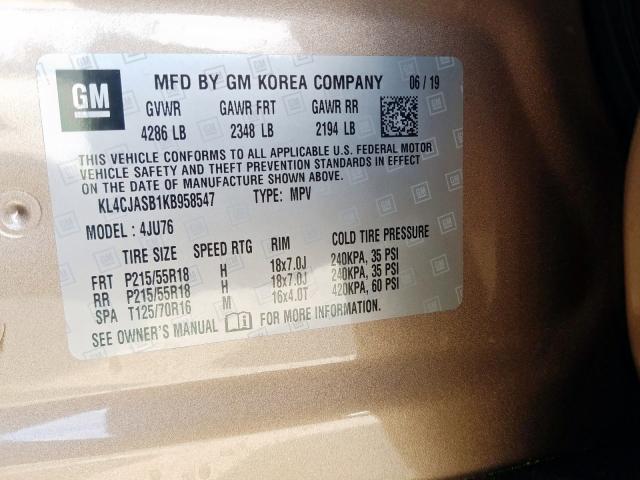 GM MFD BY GM KOREA COMPANY 06/19
GVWR GAWR FRT GAWR RR
4286 LB 2348 LB 2194 LB
THIS VEHICLE CONFORMS TO ALL APPLICABLE U.S. FEDERAL MOTOR
VEHICLE SAFETY AND THEFT PREVENTION STANDARDS IN EFFECT
ON THE DATE OF MANUFACTURE SHOWN ABOVE.
KL4CJASB1KB958547 TYPE: MPV
MODEL: 4JU76
TIRE SIZE SPEED RTG RIM COLD TIRE PRESSURE
FRT P215/55R18 H 18x7.0J 240KPA, 35 PSI
RR P215/55R18 H 18x7.0J 240KPA, 35 PSI
SPA T125/70R16 M 16x4.0T 420KPA, 60 PSI
SEE OWNER'S MANUAL FOR MORE INFORMATION.